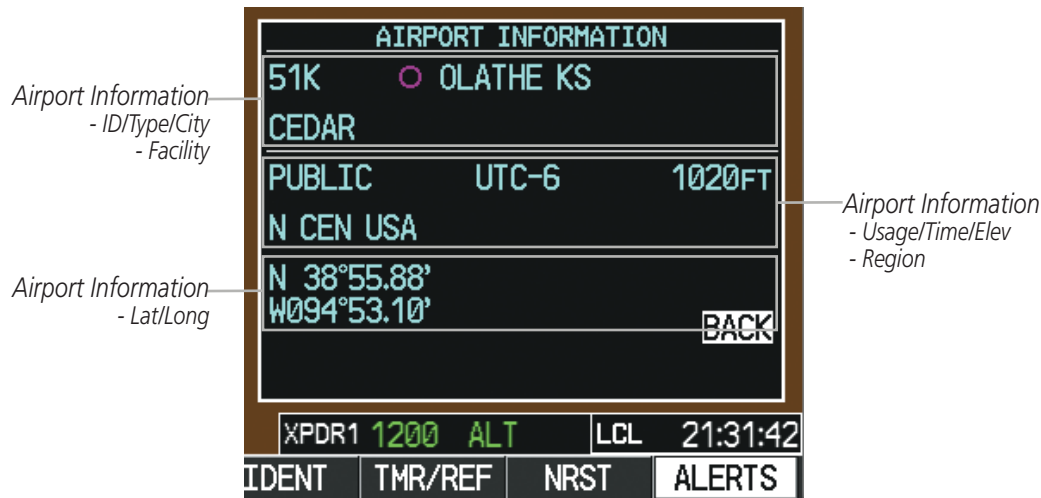 AIRPORT INFORMATION
51K OLATHE KS
CEDAR
Airport Information
- ID/Type/City
- Facility
PUBLIC UTC-6 1020FT
N CEN USA
Airport Information
- Usage/Time/Elev
- Region
N 38°55.88'
W094°53.10'
Airport Information
- Lat/Long
BACK
XPDR1 1200 ALT LCL 21:31:42
IDENT TMR/REF NRST ALERTS